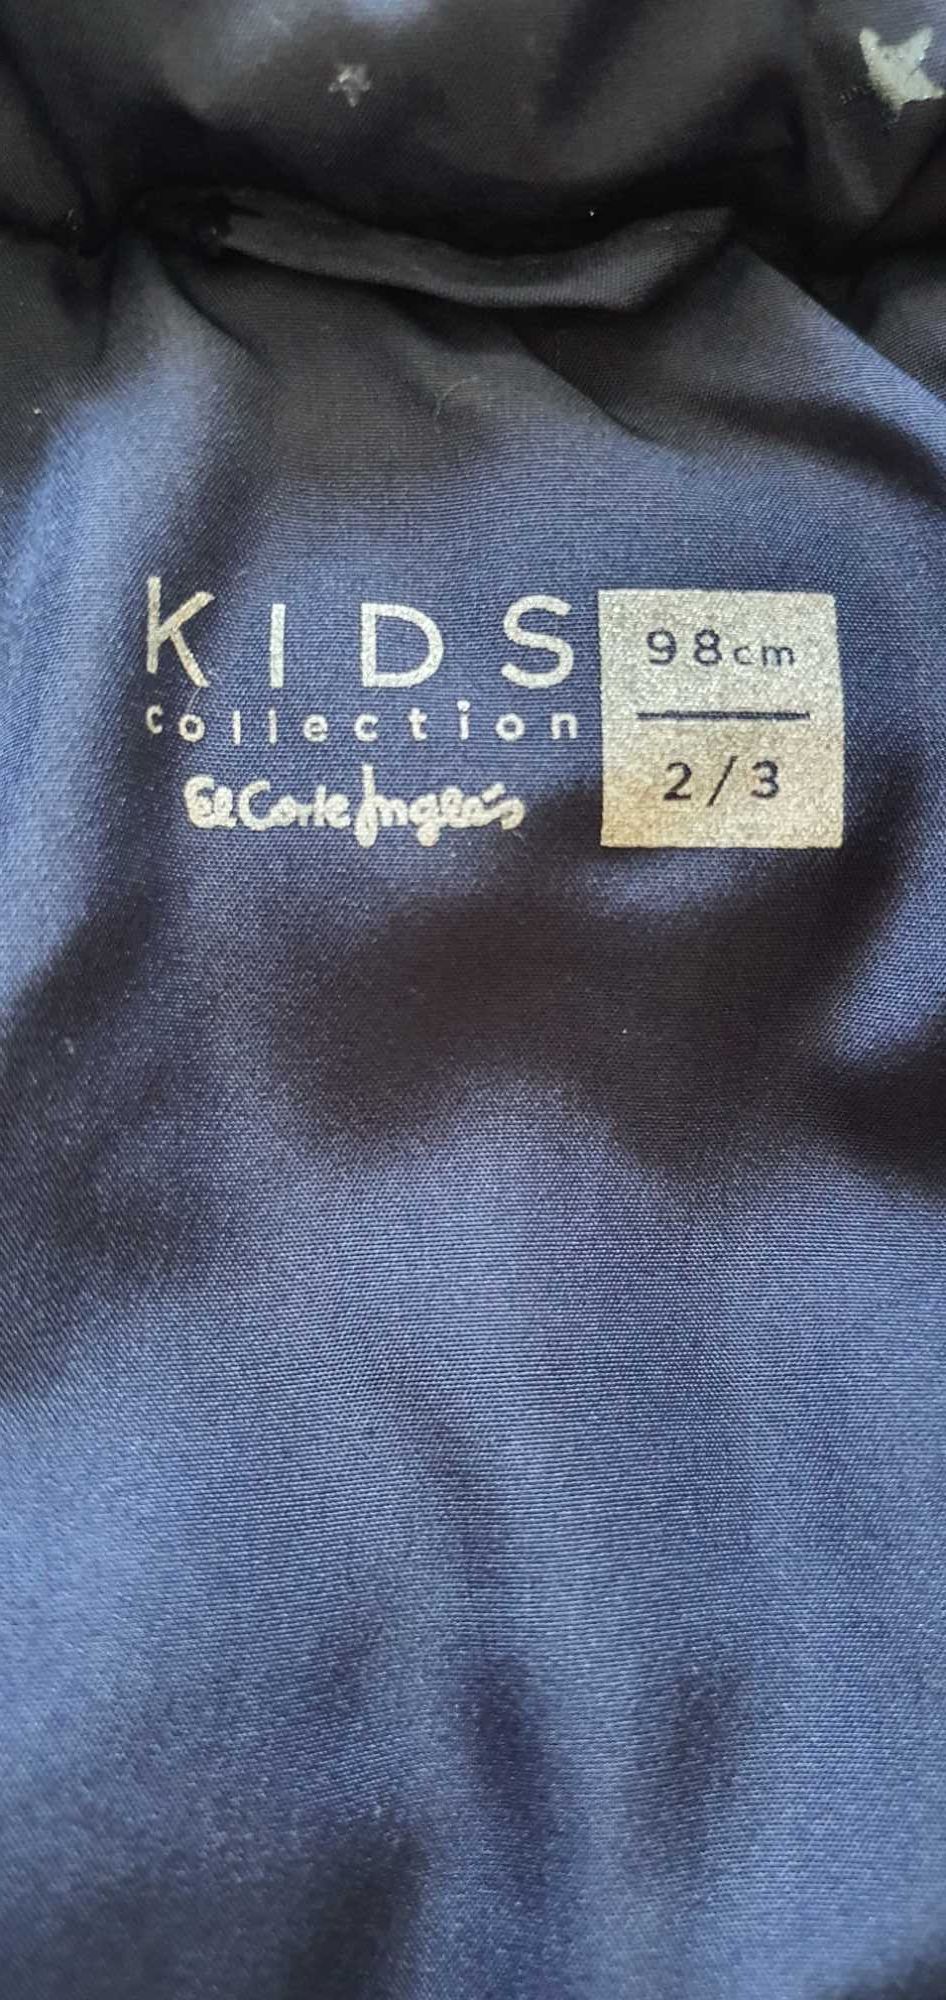 KIDS
collection
El Corte Inglés
98cm
2/3